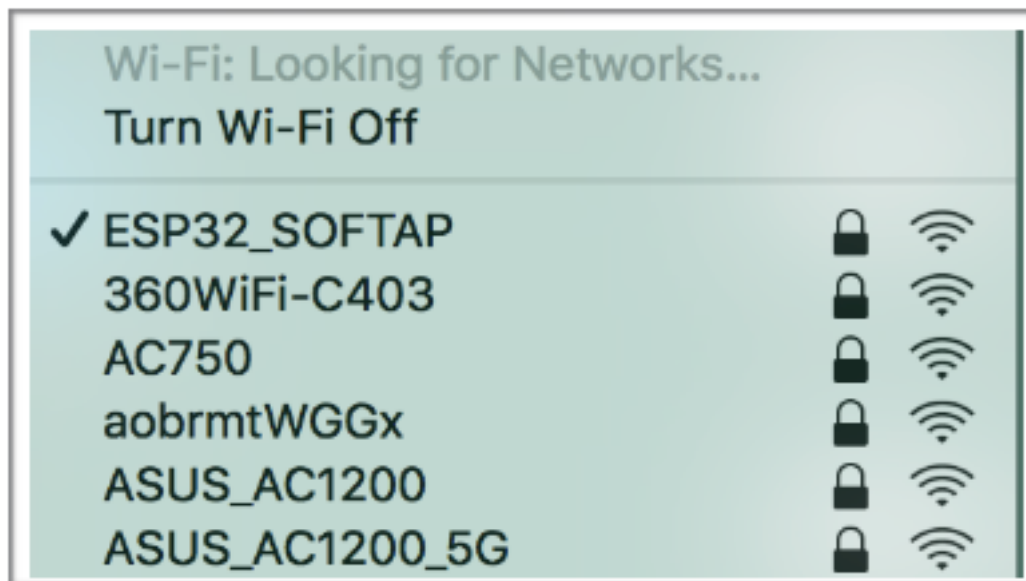 Wi-Fi: Looking for Networks...
Turn Wi-Fi Off
ESP32_SOFTAP
360WiFi-C403
AC750
aobrmtWGGx
ASUS_AC1200
ASUS_AC1200_5G